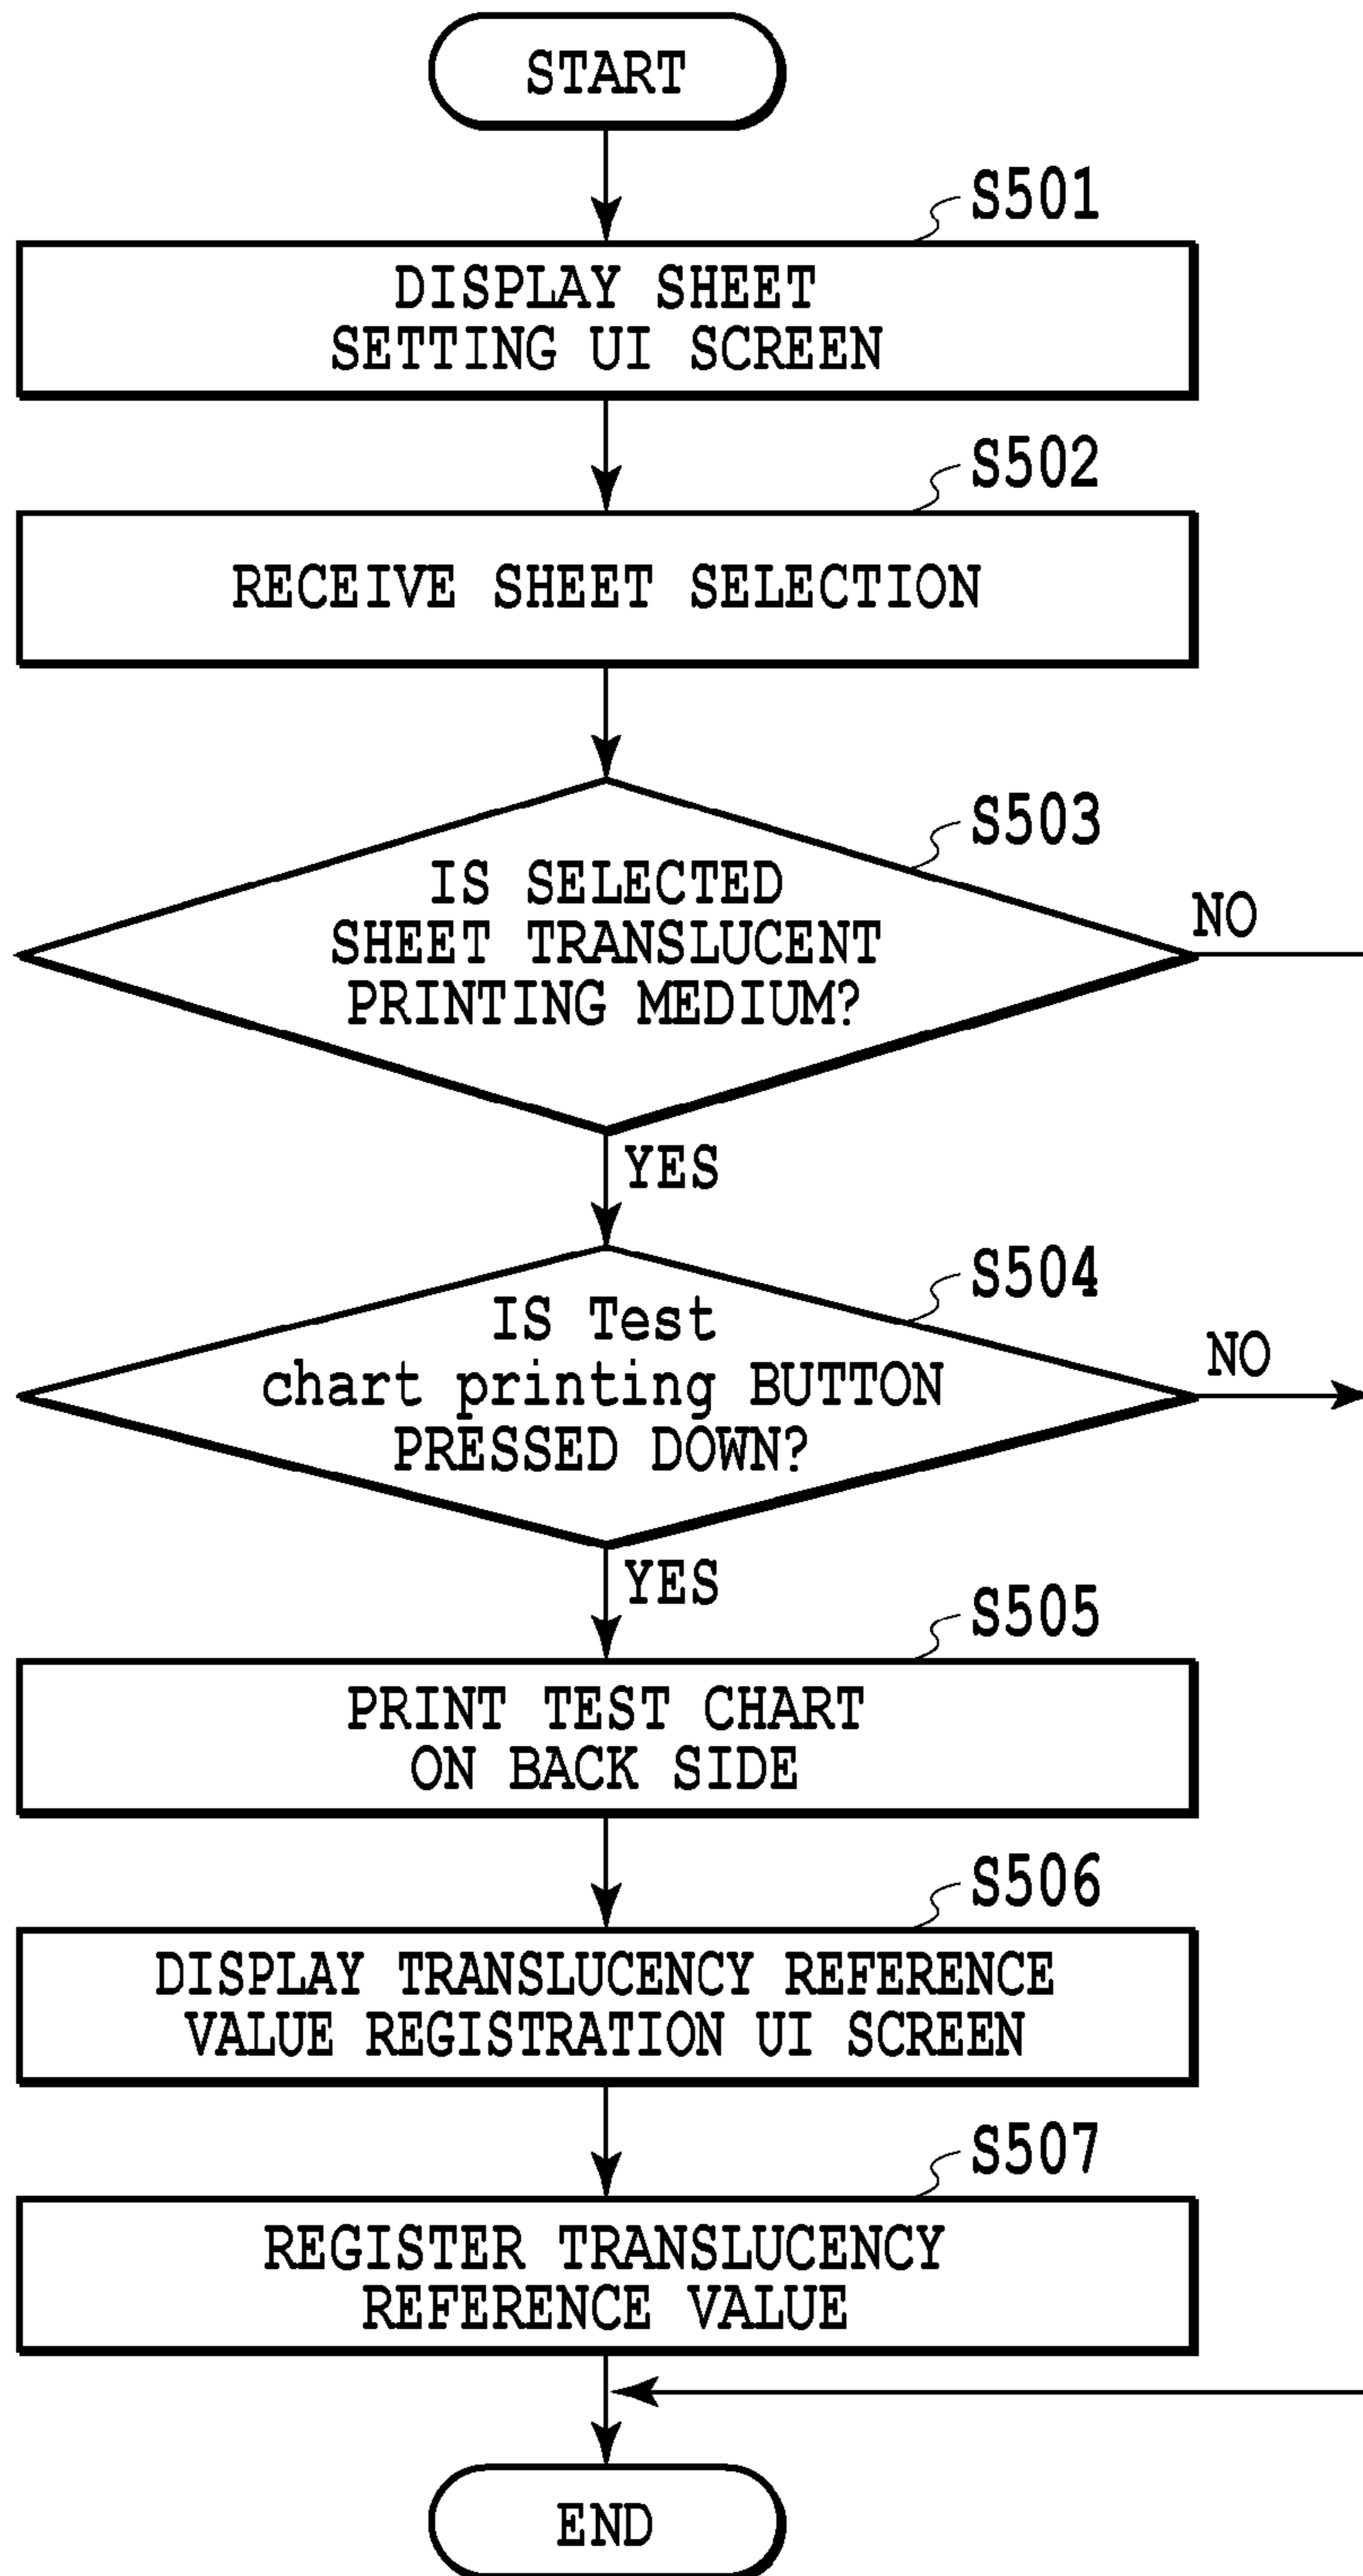 START
S501
DISPLAY SHEET
SETTING UI SCREEN
S502
RECEIVE SHEET SELECTION
S503
IS SELECTED
SHEET TRANSLUCENT
PRINTING MEDIUM?
NO
YES
S504
IS Test
chart printing BUTTON
PRESSED DOWN?
NO
YES
S505
PRINT TEST CHART
ON BACK SIDE
S506
DISPLAY TRANSLUCENCY REFERENCE
VALUE REGISTRATION UI SCREEN
S507
REGISTER TRANSLUCENCY
REFERENCE VALUE
END